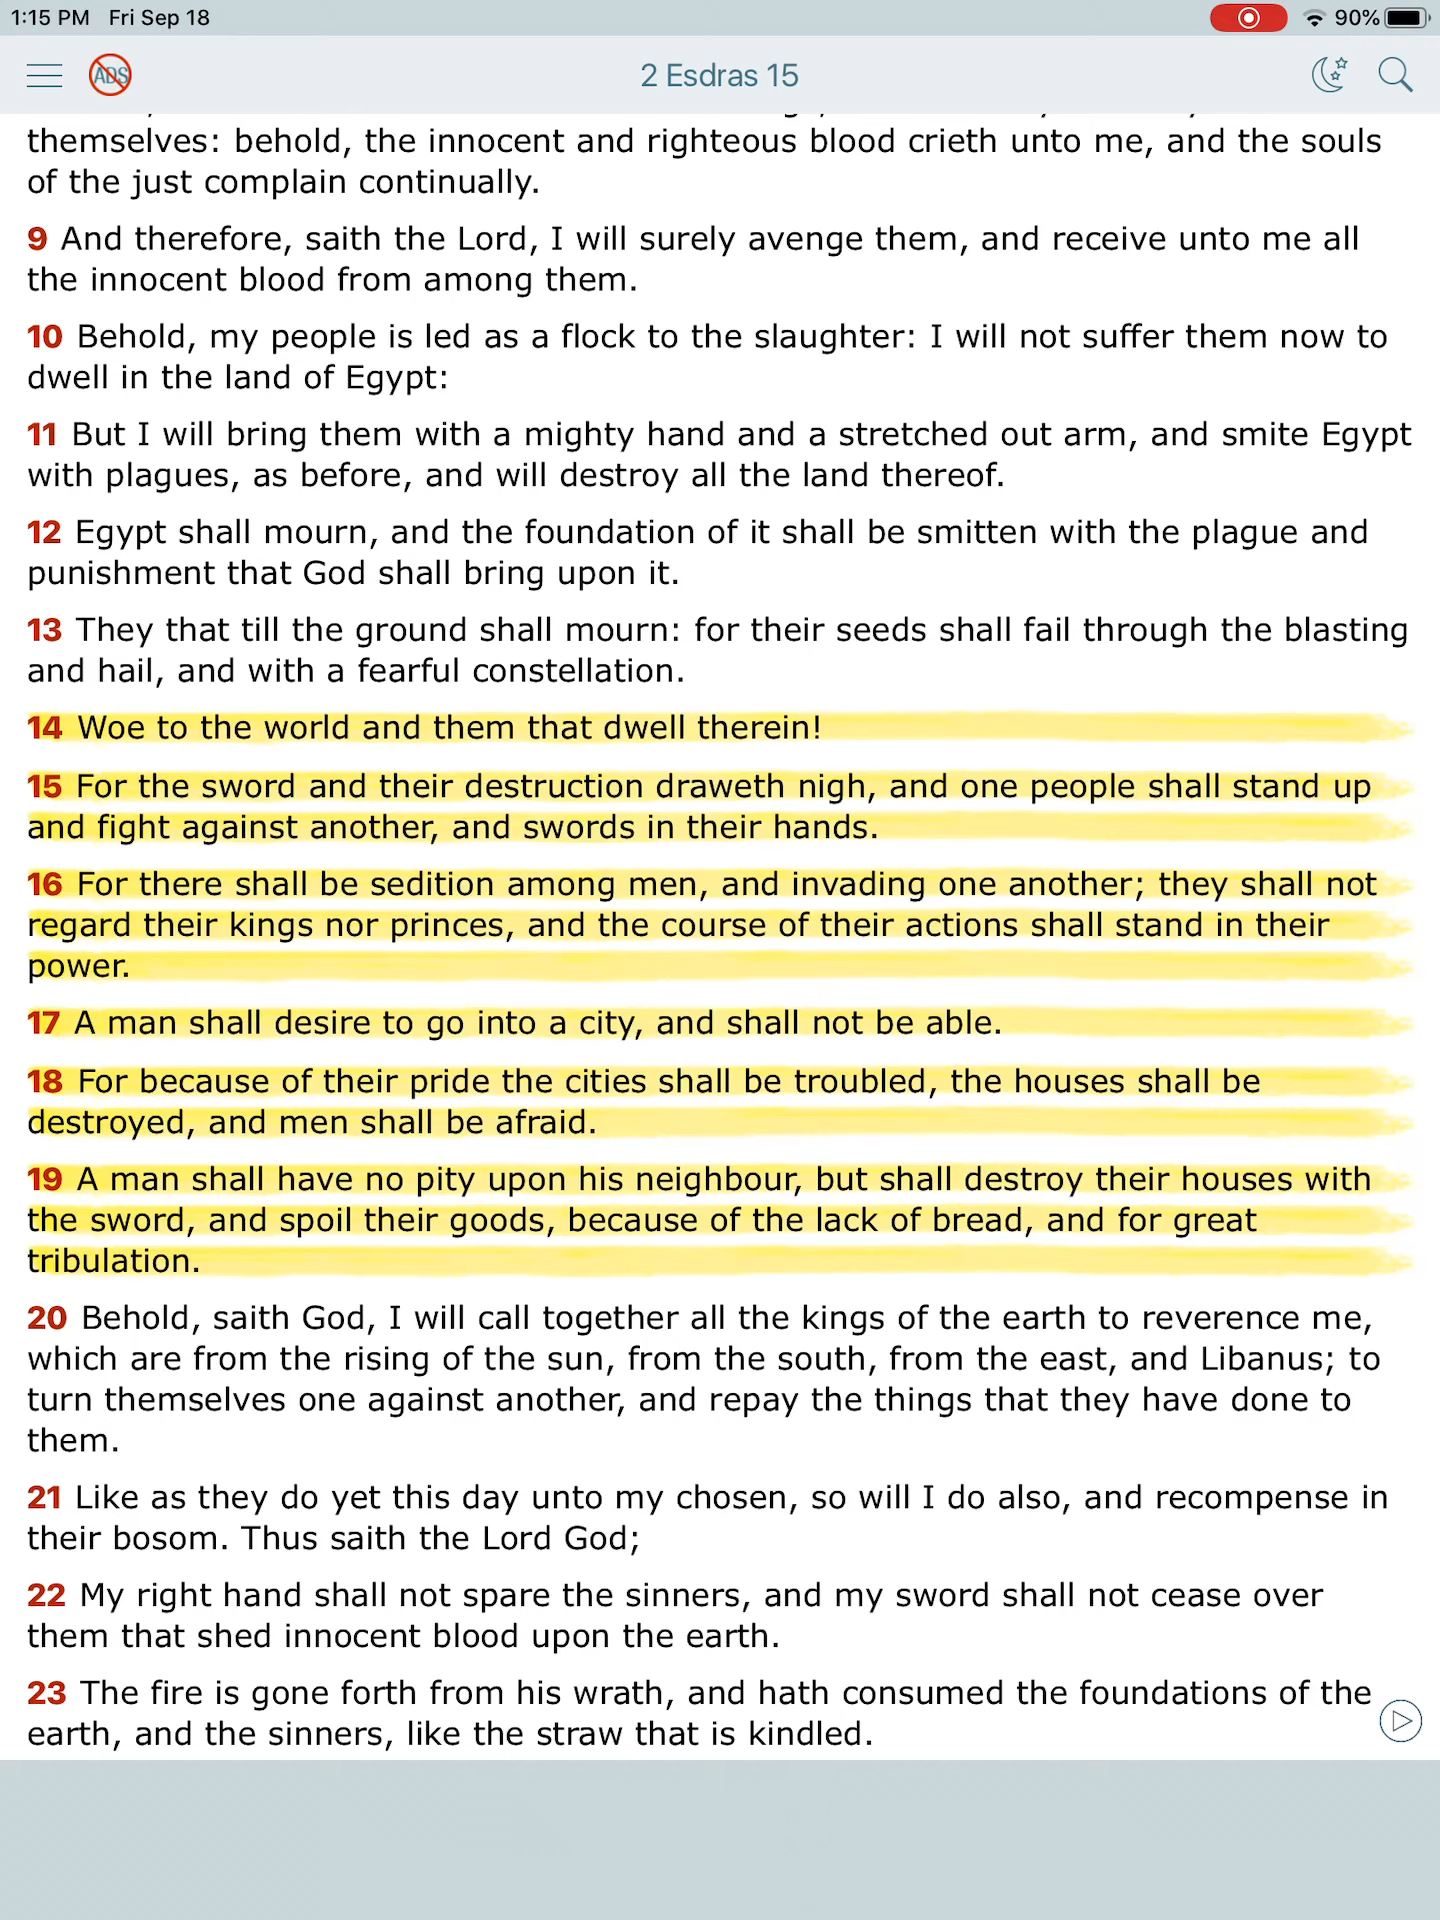 1:15 PM Fri Sep 18 90%
ADS 2 Esdras 15
themselves: behold, the innocent and righteous blood crieth unto me, and the souls
of the just complain continually.
9 And therefore, saith the Lord, I will surely avenge them, and receive unto me all
the innocent blood from among them.
10 Behold, my people is led as a flock to the slaughter: I will not suffer them now to
dwell in the land of Egypt:
11 But I will bring them with a mighty hand and a stretched out arm, and smite Egypt
with plagues, as before, and will destroy all the land thereof.
12 Egypt shall mourn, and the foundation of it shall be smitten with the plague and
punishment that God shall bring upon it.
13 They that till the ground shall mourn: for their seeds shall fail through the blasting
and hail, and with a fearful constellation.
14 Woe to the world and them that dwell therein!
15 For the sword and their destruction draweth nigh, and one people shall stand up
and fight against another, and swords in their hands.
16 For there shall be sedition among men, and invading one another; they shall not
regard their kings nor princes, and the course of their actions shall stand in their
power.
17 A man shall desire to go into a city, and shall not be able.
18 For because of their pride the cities shall be troubled, the houses shall be
destroyed, and men shall be afraid.
19 A man shall have no pity upon his neighbour, but shall destroy their houses with
the sword, and spoil their goods, because of the lack of bread, and for great
tribulation.
20 Behold, saith God, I will call together all the kings of the earth to reverence me,
which are from the rising of the sun, from the south, from the east, and Libanus; to
turn themselves one against another, and repay the things that they have done to
them.
21 Like as they do yet this day unto my chosen, so will I do also, and recompense in
their bosom. Thus saith the Lord God;
22 My right hand shall not spare the sinners, and my sword shall not cease over
them that shed innocent blood upon the earth.
23 The fire is gone forth from his wrath, and hath consumed the foundations of the
earth, and the sinners, like the straw that is kindled.